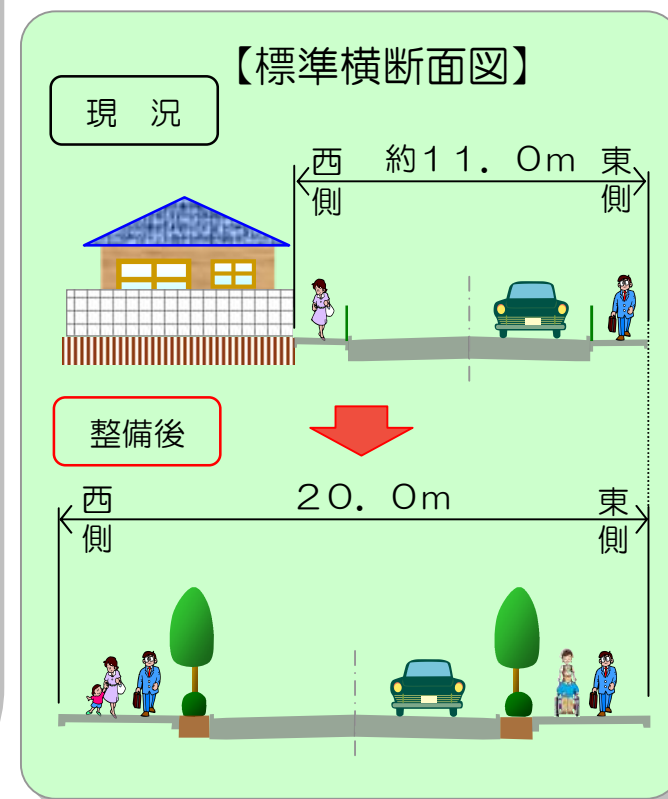 【標準横断面図】
現　況
西側　約１１．０ｍ　東側
整備後
西側　２０．０ｍ　東側